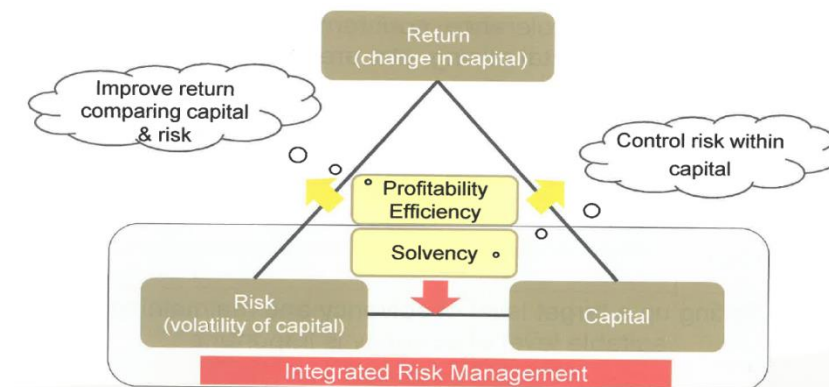 Return
(change in capital)
Improve return
comparing capital
& risk
Control risk within
capital
Profitability
Efficiency
Solvency
Risk
(volatility of capital)
Capital
Integrated Risk Management